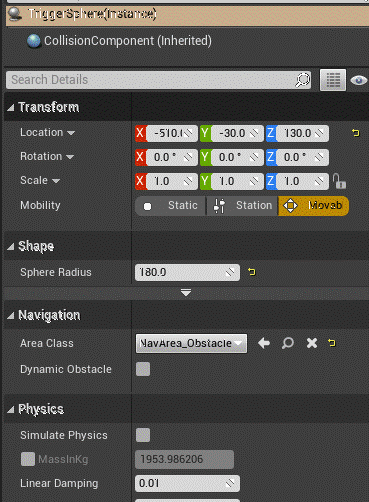 TriggerSphere(Instance)
CollisionComponent (Inherited)
Search Details
Transform
Location X -510.( Y -30.0 Z 130.0
Rotation X 0.0 ° Y 0.0 ° Z 0.0 °
Scale X 1.0 Y 1.0 Z 1.0
Mobility Static Station Movab
Shape
Sphere Radius 180.0
Navigation
Area Class NavArea_Obstacle
Dynamic Obstacle
Physics
Simulate Physics
MassInKg 1953.986206
Linear Damping 0.01